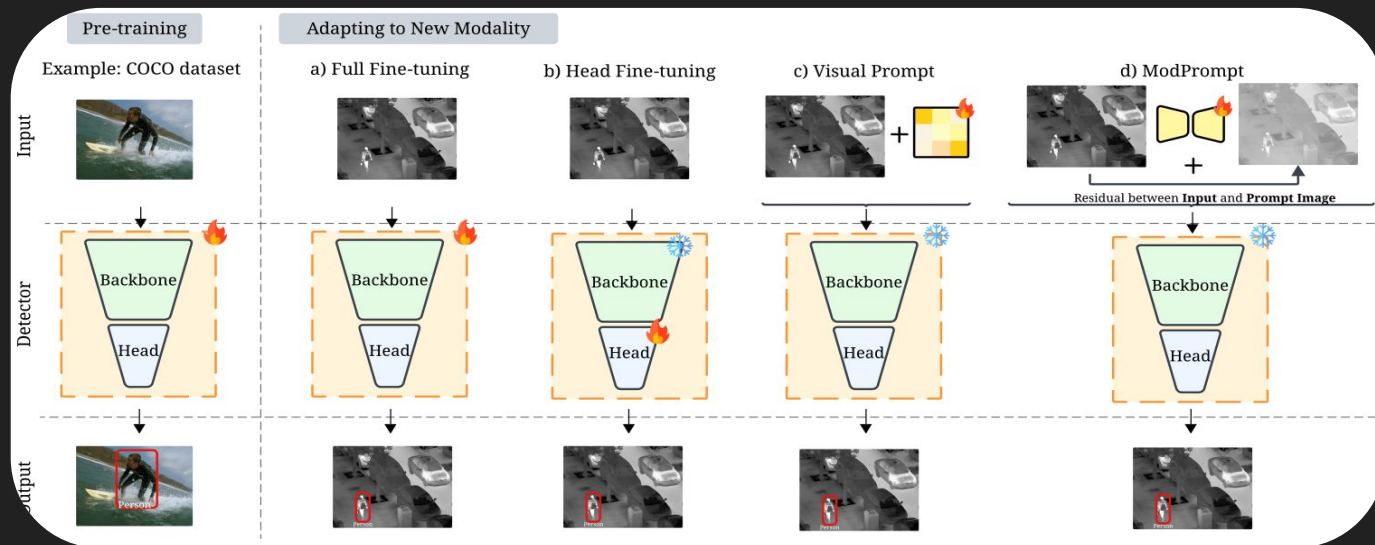 Pre-training
Adapting to New Modality
Example: COCO dataset
a) Full Fine-tuning
b) Head Fine-tuning
c) Visual Prompt
d) ModPrompt
Input
+
+
Residual between Input and Prompt Image
Detector
Backbone
Head
Backbone
Head
Backbone
Head
Backbone
Head
Backbone
Head
Output
Person
Person
Person
Person
Person